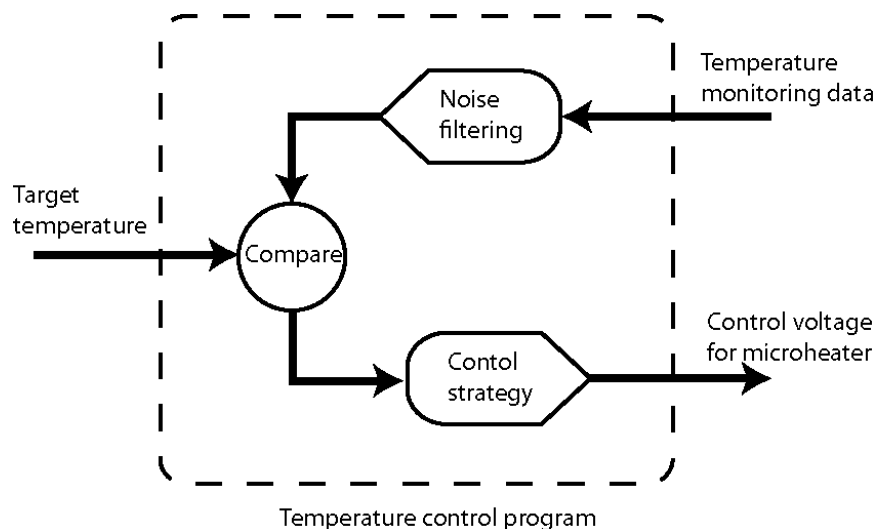 Temperature
monitoring data
Noise
filtering
Target
temperature
Compare
Control voltage
for microheater
Contol
strategy
Temperature control program